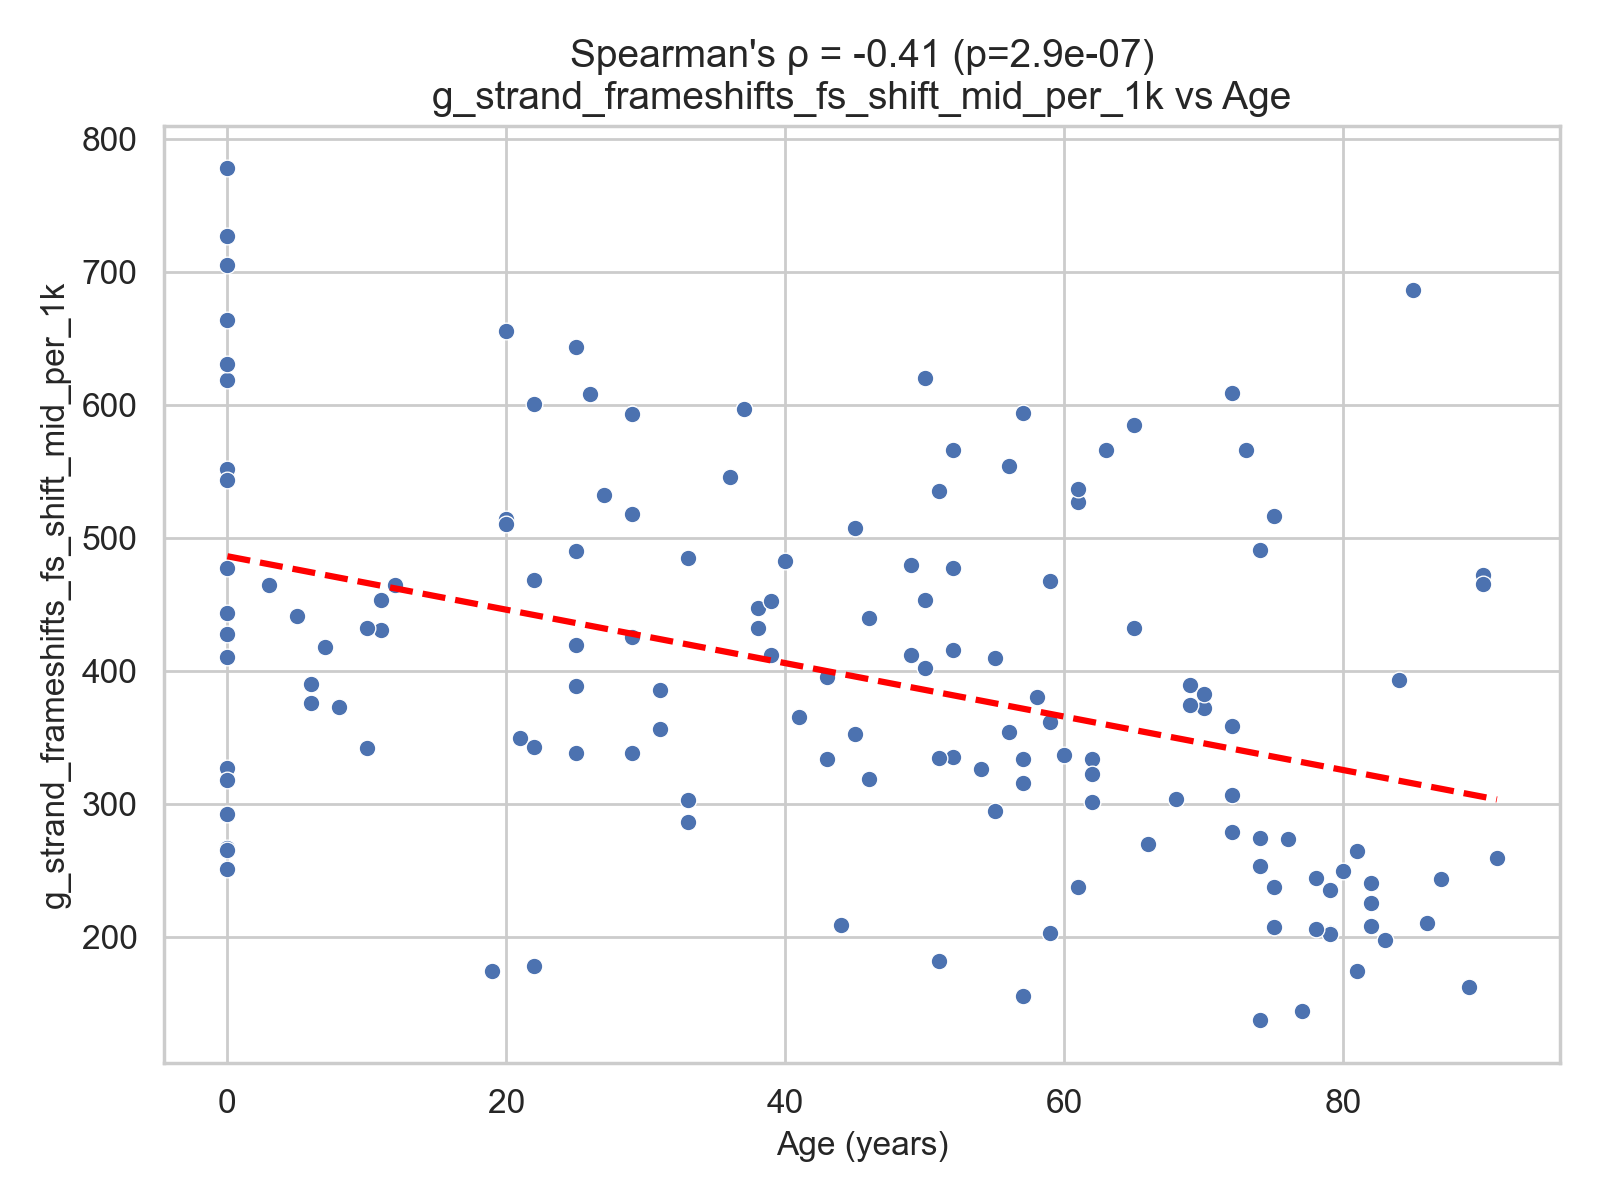 Spearman's ρ = -0.41 (p=2.9e-07)
g_strand_frameshifts_fs_shift_mid_per_1k vs Age
g_strand_frameshifts_fs_shift_mid_per_1k
800
700
600
500
400
300
200
0 20 40 60 80
Age (years)